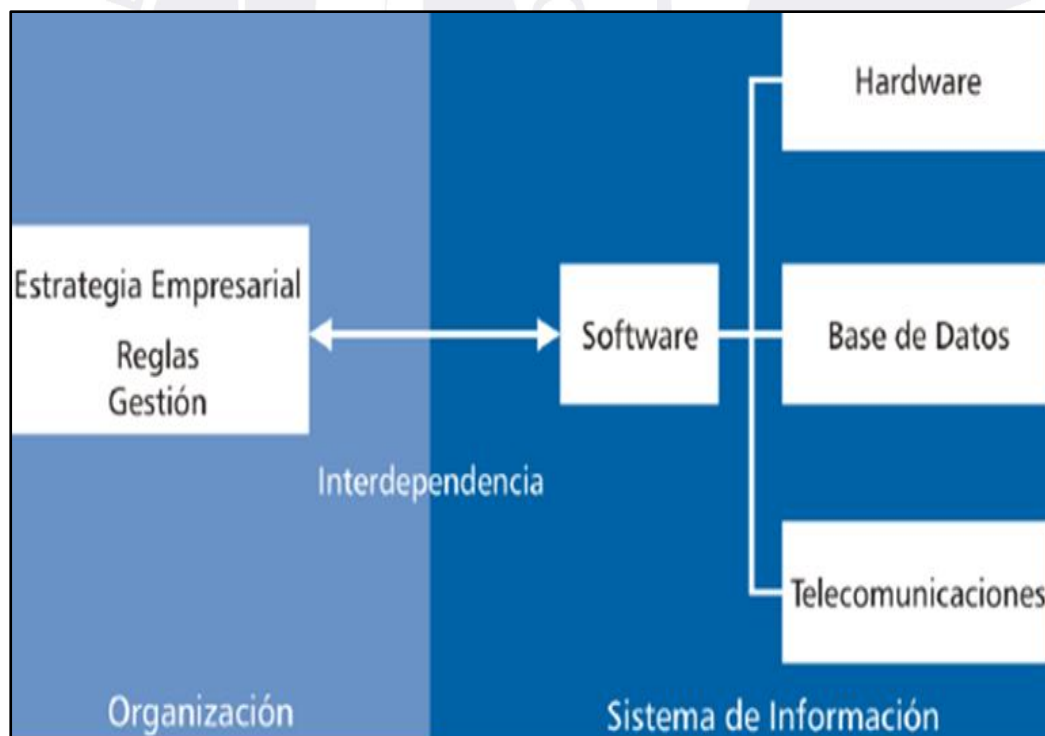 Hardware
Estrategia Empresarial
Reglas
Gestión
Software
Base de Datos
Interdependencia
Telecomunicaciones
Organización
Sistema de Información